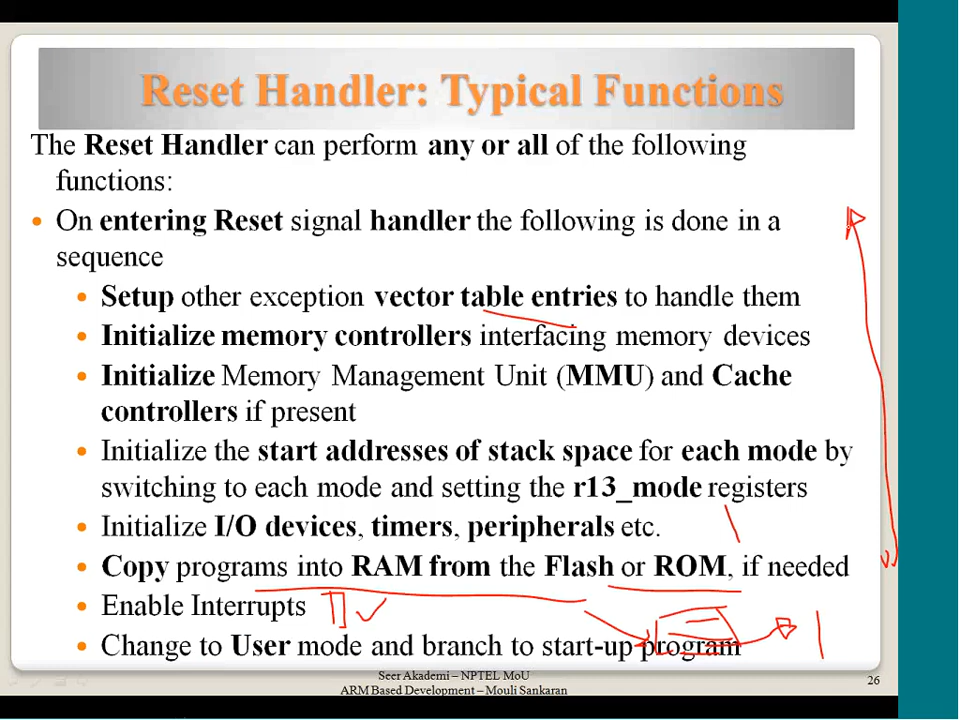 Reset Handler: Typical Functions
The Reset Handler can perform any or all of the following
functions:
• On entering Reset signal handler the following is done in a
sequence
• Setup other exception vector table entries to handle them
• Initialize memory controllers interfacing memory devices
• Initialize Memory Management Unit (MMU) and Cache
controllers if present
• Initialize the start addresses of stack space for each mode by
switching to each mode and setting the r13_mode registers
• Initialize I/O devices, timers, peripherals etc.
• Copy programs into RAM from the Flash or ROM, if needed
• Enable Interrupts
• Change to User mode and branch to start-up program
Seer Akademi – NPTEL MoU
ARM Based Development – Mouli Sankaran
26